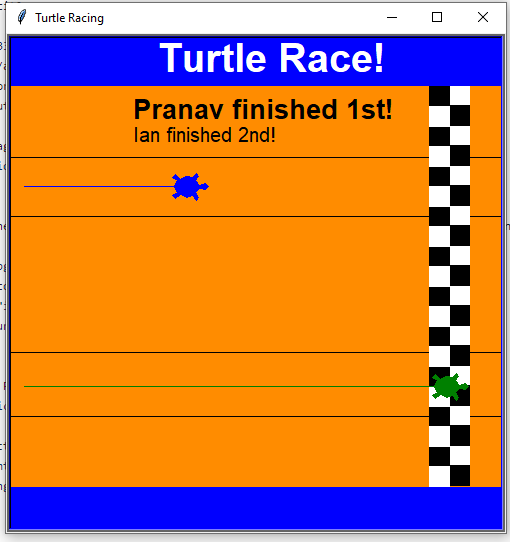 Turtle Racing
Turtle Race!
Pranav finished 1st!
Ian finished 2nd!